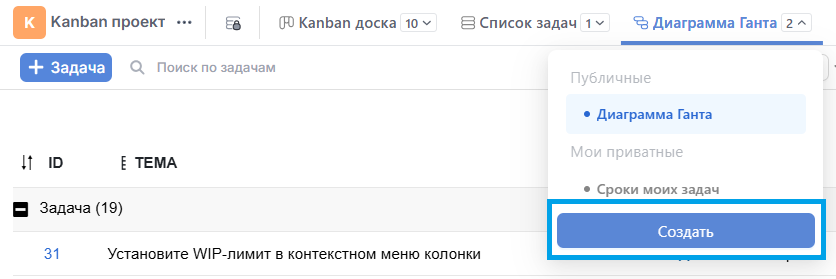 K Kanban проект ••• Kanban доска 10 Список задач 1 Диаграмма Ганта 2
+ Задача Поиск по задачам
Публичные
Диаграмма Ганта
Мои приватные
Сроки моих задач
Создать
ID ТЕМА
Задача (19)
31 Установите WIP-лимит в контекстном меню колонки